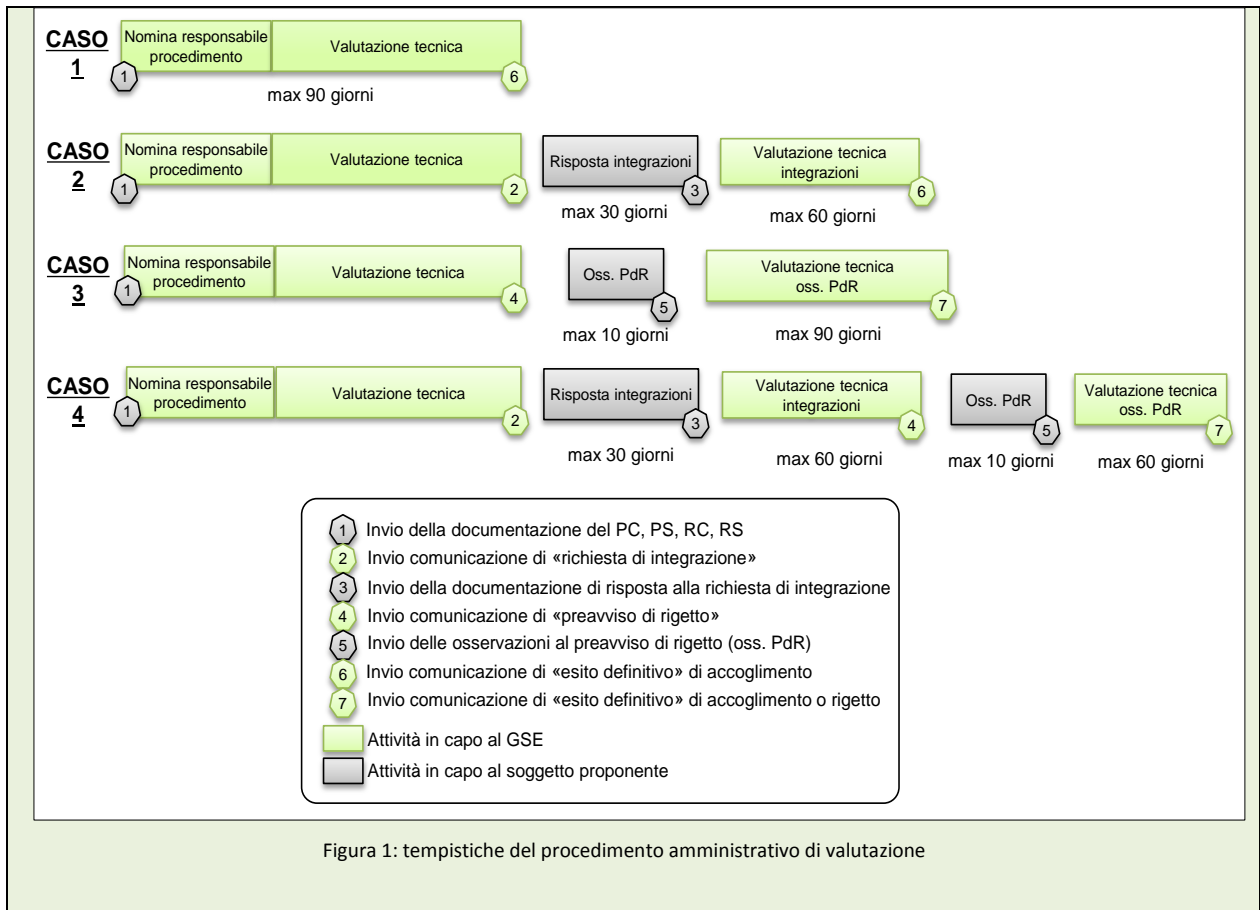 CASO
1
Nomina responsabile
procedimento
Valutazione tecnica
1
6
max 90 giorni
CASO
2
Nomina responsabile
procedimento
Valutazione tecnica
1
2
Risposta integrazioni
3
max 30 giorni
Valutazione tecnica
integrazioni
6
max 60 giorni
CASO
3
Nomina responsabile
procedimento
Valutazione tecnica
1
4
Oss. PdR
5
max 10 giorni
Valutazione tecnica
oss. PdR
7
max 90 giorni
CASO
4
Nomina responsabile
procedimento
Valutazione tecnica
1
2
Risposta integrazioni
3
max 30 giorni
Valutazione tecnica
integrazioni
4
max 60 giorni
Oss. PdR
5
max 10 giorni
Valutazione tecnica
oss. PdR
7
max 60 giorni
1 Invio della documentazione del PC, PS, RC, RS
2 Invio comunicazione di «richiesta di integrazione»
3 Invio della documentazione di risposta alla richiesta di integrazione
4 Invio comunicazione di «preavviso di rigetto»
5 Invio delle osservazioni al preavviso di rigetto (oss. PdR)
6 Invio comunicazione di «esito definitivo» di accoglimento
7 Invio comunicazione di «esito definitivo» di accoglimento o rigetto
Attività in capo al GSE
Attività in capo al soggetto proponente
Figura 1: tempistiche del procedimento amministrativo di valutazione